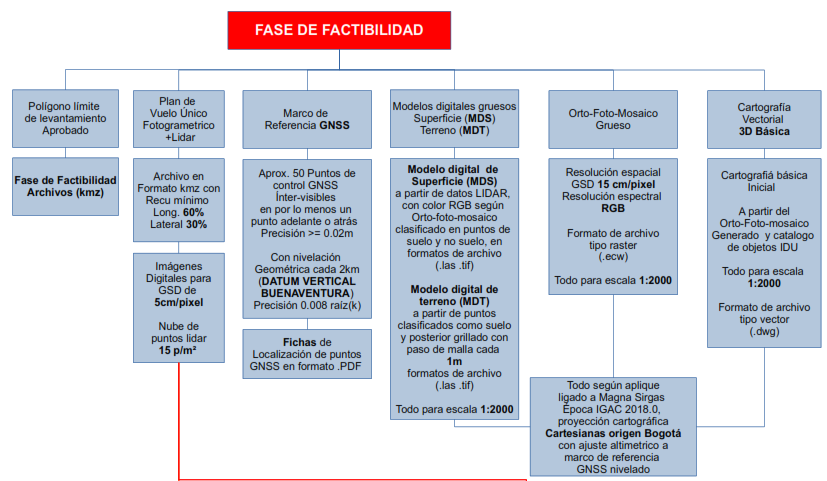 FASE DE FACTIBILIDAD
Polígono límite
de levantamiento
Aprobado
Fase de Factibilidad
Archivos (kmz)
Plan de
Vuelo Único
Fotogrametrico
+Lidar
Archivo en
Formato kmz con
Recu mínimo
Long. 60%
Lateral 30%
Imágenes
Digitales para
GSD de
5cm/pixel
Nube de
puntos lidar
15 p/m²
Marco de
Referencia GNSS
Aprox. 50 Puntos de
control GNSS
Ínter-visibles
en por lo menos un
punto adelante o atrás
Precisión >= 0.02m
Con nivelación
Geométrica cada 2km
(DATUM VERTICAL
BUENAVENTURA)
Precisión 0.008 raíz(k)
Fichas de
Localización de puntos
GNSS en formato .PDF
Modelos digitales gruesos
Superficie (MDS)
Terreno (MDT)
Modelo digital de
Superficie (MDS)
a partir de datos LIDAR,
con color RGB según
Orto-foto-mosaico
clasificado en puntos de
suelo y no suelo, en
formatos de archivo
(.las .tif)
Modelo digital de
terreno (MDT)
a partir de puntos
clasificados como suelo
y posterior grillado con
paso de malla cada
1m
formatos de archivo
(.las .tif)
Todo para escala 1:2000
Orto-Foto-Mosaico
Grueso
Resolución espacial
GSD 15 cm/pixel
Resolución espectral
RGB
Formato de archivo
tipo raster
(.ecw)
Todo para escala 1:2000
Cartografía
Vectorial
3D Básica
Cartografiá básica
Inicial
A partir del
Orto-Foto-mosaico
Generado y catalogo
de objetos IDU
Todo para escala
1:2000
Formato de archivo
tipo vector
(.dwg)
Todo según aplique
ligado a Magna Sirgas
Época IGAC 2018.0,
proyección cartográfica
Cartesianas origen Bogotá
con ajuste altimetrico a
marco de referencia
GNSS nivelado